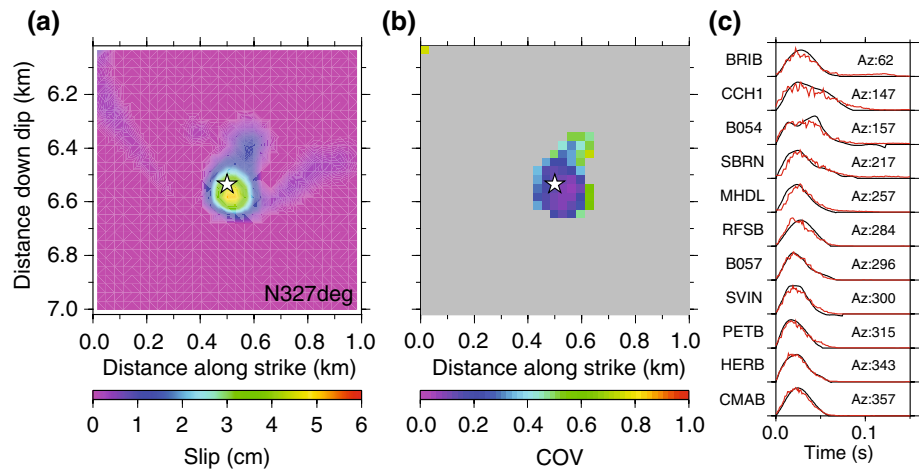 (a)
(b)
(c)
Distance down dip (km)
6.2
6.4
6.6
6.8
7.0
N327deg
0.0 0.2 0.4 0.6 0.8 1.0
Distance along strike (km)
0 1 2 3 4 5 6
Slip (cm)
0.0 0.2 0.4 0.6 0.8 1.0
Distance along strike (km)
0.0 0.2 0.4 0.6 0.8 1.0
COV
BRIB Az:62
CCH1 Az:147
B054 Az:157
SBRN Az:217
MHDL Az:257
RFSB Az:284
B057 Az:296
SVIN Az:300
PETB Az:315
HERB Az:343
CMAB Az:357
0.0 0.1
Time (s)